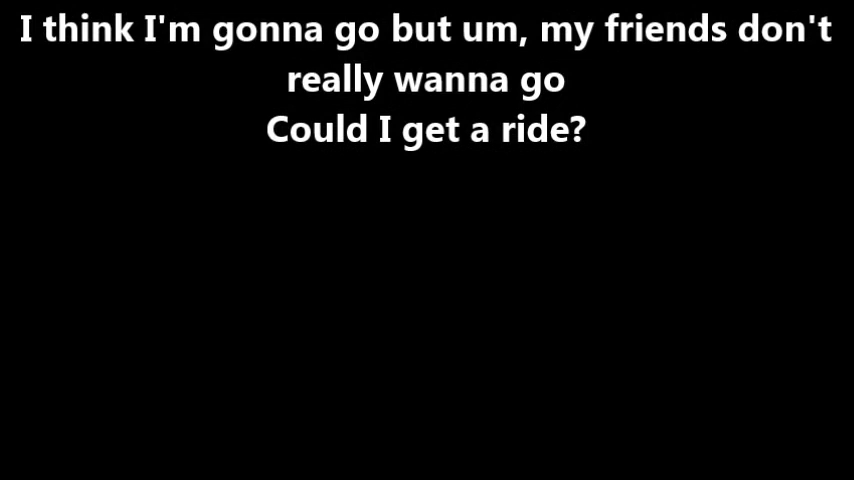 I think I'm gonna go but um, my friends don't
really wanna go
Could I get a ride?